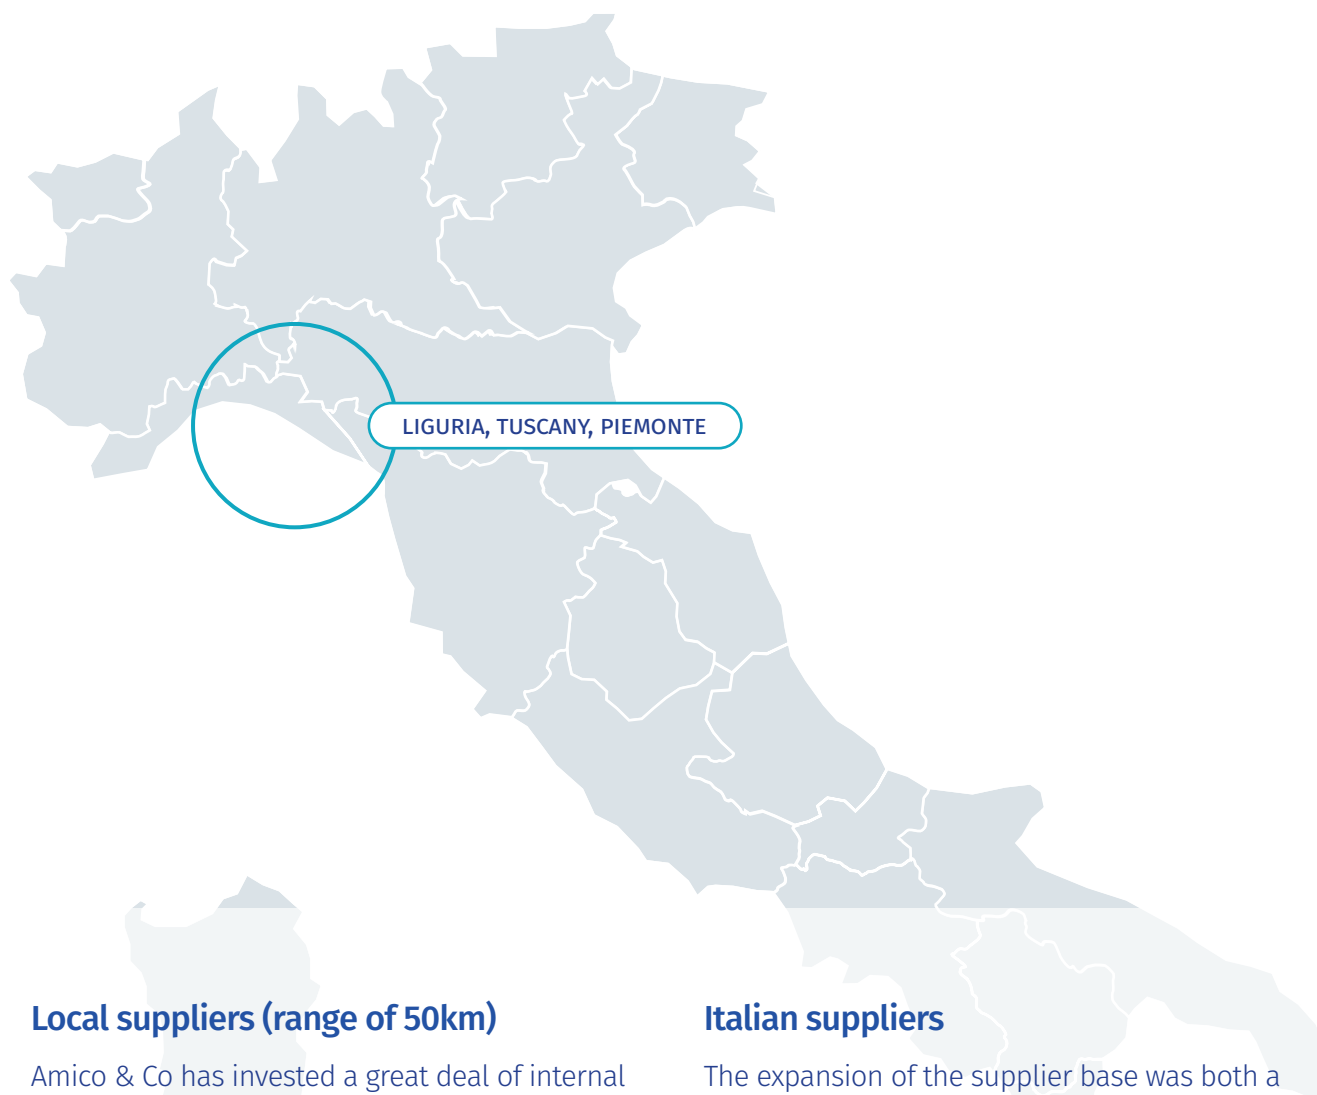 LIGURIA, TUSCANY, PIEMONTE
Local suppliers (range of 50km)
Amico & Co has invested a great deal of internal
Italian suppliers
The expansion of the supplier base was both a